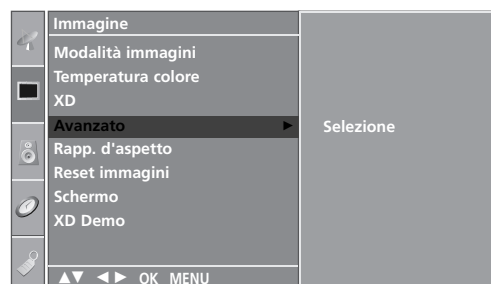 Immagine
Modalità immagini
Temperatura colore
XD
Avanzato ►
Selezione
Rapp. d'aspetto
Reset immagini
Schermo
XD Demo
▲▼ ◄► OK MENU